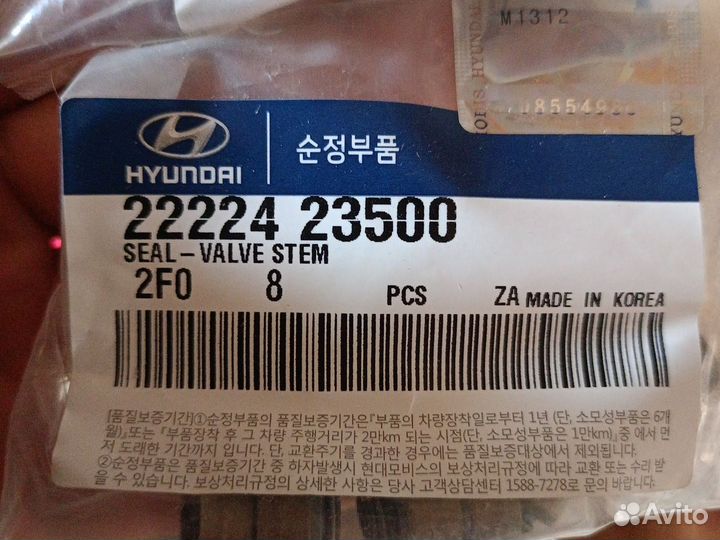 M1312
HYUNDAI
순정부품
22224 23500
SEAL-VALVE STEM
2F0 8 PCS ZA MADE IN KOREA
[품질보증기간]①순정부품의 품질보증기간은『부품의 차량장착일로부터 1년 (단, 소모성부품은 6개
월)』또는 『부품장착 후 그 차량 주행거리가 2만km 되는 시점(단, 소모성부품은 1만km)』중 에서 먼
저 도래한 기간까지 입니다. 단, 교환주기를 경과한 경우에는 품질보증대상에서 제외됩니다.
②순정부품은 품질보증기간 중 하자발생시 현대모비스의 보상처리규정에 따라 교환 또는 수리 받
을 수 있습니다. 보상처리규정의 상세한 사항은 당사 고객상담센터 1588-7278로 문의 바랍니다.
Avito